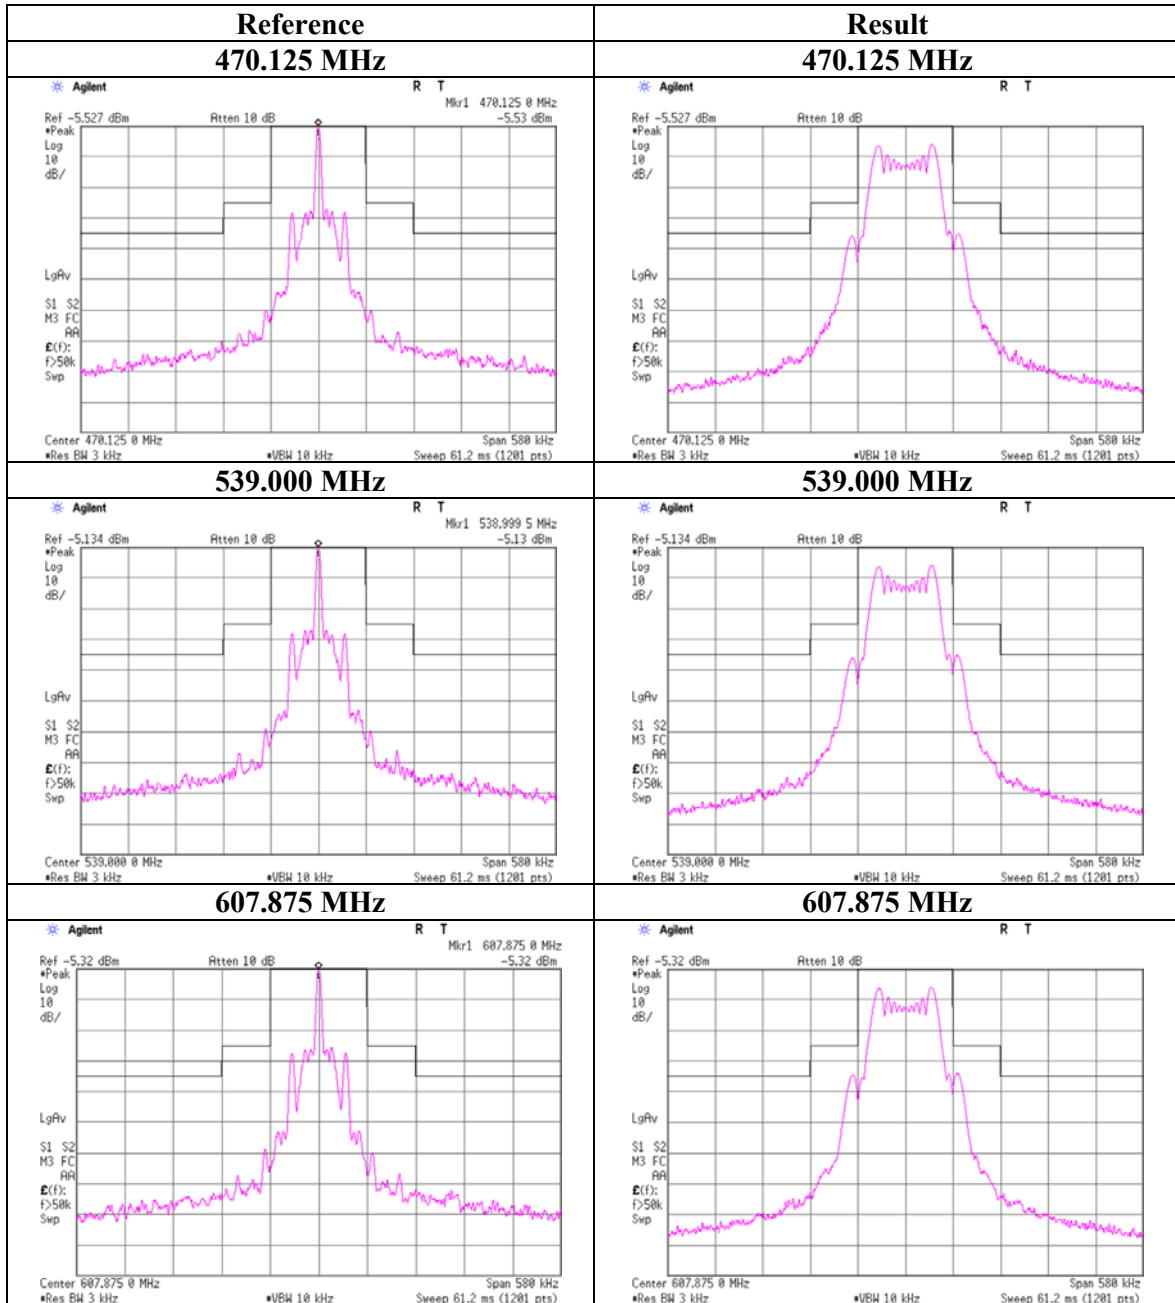 Reference Result
470.125 MHz 470.125 MHz
Agilent R T
Mkr1 470.125 0 MHz
Ref -5.527 dBm Atten 10 dB -5.53 dBm
*Peak
Log
10
dB/
LgAv
S1 S2
M3 FC
AA
£(f):
f>50k
Swp
Center 470.125 0 MHz Span 580 kHz
*Res BW 3 kHz *VBW 10 kHz Sweep 61.2 ms (1201 pts)
Agilent R T
Ref -5.527 dBm Atten 10 dB
*Peak
Log
10
dB/
LgAv
S1 S2
M3 FC
AA
£(f):
f>50k
Swp
Center 470.125 0 MHz Span 580 kHz
*Res BW 3 kHz *VBW 10 kHz Sweep 61.2 ms (1201 pts)
539.000 MHz 539.000 MHz
Agilent R T
Mkr1 538.999 5 MHz
Ref -5.134 dBm Atten 10 dB -5.13 dBm
*Peak
Log
10
dB/
LgAv
S1 S2
M3 FC
AA
£(f):
f>50k
Swp
Center 539.000 0 MHz Span 580 kHz
*Res BW 3 kHz *VBW 10 kHz Sweep 61.2 ms (1201 pts)
Agilent R T
Ref -5.134 dBm Atten 10 dB
*Peak
Log
10
dB/
LgAv
S1 S2
M3 FC
AA
£(f):
f>50k
Swp
Center 539.000 0 MHz Span 580 kHz
*Res BW 3 kHz *VBW 10 kHz Sweep 61.2 ms (1201 pts)
607.875 MHz 607.875 MHz
Agilent R T
Mkr1 607.875 0 MHz
Ref -5.32 dBm Atten 10 dB -5.32 dBm
*Peak
Log
10
dB/
LgAv
S1 S2
M3 FC
AA
£(f):
f>50k
Swp
Center 607.875 0 MHz Span 580 kHz
*Res BW 3 kHz *VBW 10 kHz Sweep 61.2 ms (1201 pts)
Agilent R T
Ref -5.32 dBm Atten 10 dB
*Peak
Log
10
dB/
LgAv
S1 S2
M3 FC
AA
£(f):
f>50k
Swp
Center 607.875 0 MHz Span 580 kHz
*Res BW 3 kHz *VBW 10 kHz Sweep 61.2 ms (1201 pts)